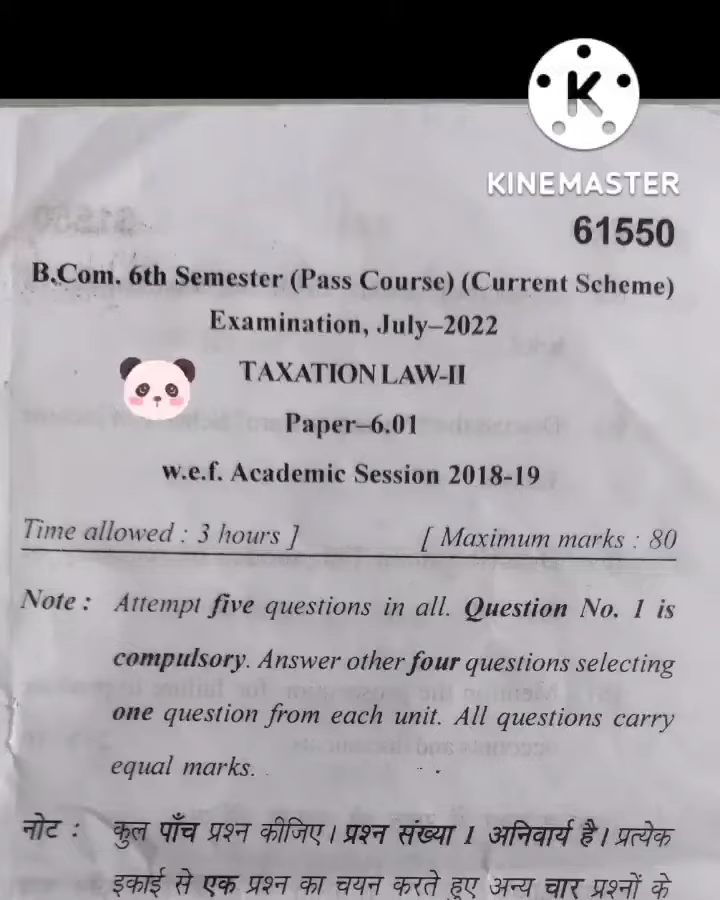 K
KINEMASTER
61550
B.Com. 6th Semester (Pass Course) (Current Scheme)
Examination, July–2022
TAXATION LAW-II
Paper–6.01
w.e.f. Academic Session 2018-19
Time allowed : 3 hours ] [ Maximum marks : 80
Note : Attempt five questions in all. Question No. 1 is
compulsory. Answer other four questions selecting
one question from each unit. All questions carry
equal marks.
नोट : कुल पाँच प्रश्न कीजिए। प्रश्न संख्या 1 अनिवार्य है। प्रत्येक
इकाई से एक प्रश्न का चयन करते हुए अन्य चार प्रश्नों के